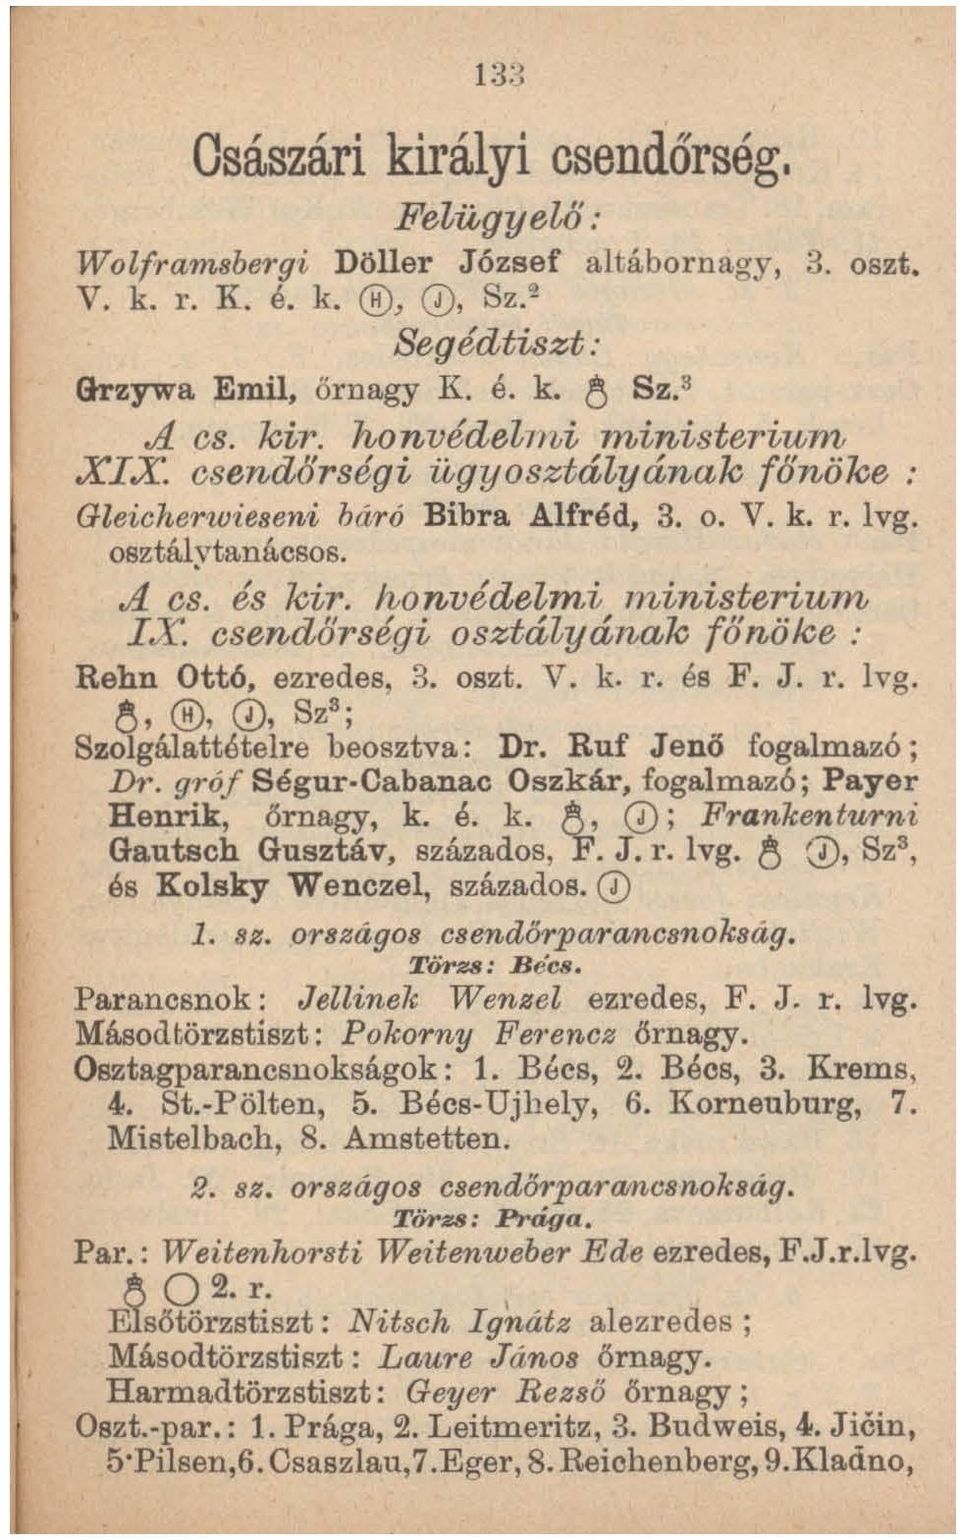 133
Császári királyi csendőrség.
Felügyelő:
Wolframsbergi Döller József altábornagy, 3. oszt.
V. k. r. K. é. k. Ⓗ, Ⓙ, Sz.²
Segédtiszt:
Grzywa Emil, őrnagy K. é. k. Sz.³
A cs. kir. honvédelmi ministerium
XIX. csendőrségi ügyosztályának főnöke :
Gleicherwieseni báró Bibra Alfréd, 3. o. V. k. r. lvg.
osztálytanácsos.
A cs. és kir. honvédelmi ministerium
IX. csendőrségi osztályának főnöke :
Rehn Ottó, ezredes, 3. oszt. V. k. r. és F. J. r. lvg.
, Ⓗ, Ⓙ, Sz³;
Szolgálattételre beosztva: Dr. Ruf Jenő fogalmazó;
Dr. gróf Ségur-Cabanac Oszkár, fogalmazó; Payer
Henrik, őrnagy, k. é. k. , Ⓙ; Frankenturni
Gautsch Gusztáv, százados, F. J. r. lvg. Ⓙ, Sz³,
és Kolsky Wenczel, százados. Ⓙ
1. sz. országos csendőrparancsnokság.
Törzs: Bécs.
Parancsnok: Jellinek Wenzel ezredes, F. J. r. lvg.
Másodtörzstiszt: Pokorny Ferencz őrnagy.
Osztagparancsnokságok: 1. Bécs, 2. Bécs, 3. Krems,
4. St.-Pölten, 5. Bécs-Ujhely, 6. Korneuburg, 7.
Mistelbach, 8. Amstetten.
2. sz. országos csendőrparancsnokság.
Törzs: Prága.
Par.: Weitenhorsti Weitenweber Ede ezredes, F.J.r.lvg.
○ 2. r.
Elsőtörzstiszt: Nitsch Ignátz alezredes ;
Másodtörzstiszt: Laure János őrnagy.
Harmadtörzstiszt: Geyer Rezső őrnagy ;
Oszt.-par.: 1. Prága, 2. Leitmeritz, 3. Budweis, 4. Jičin,
5·Pilsen,6.Csaszlau,7.Eger,8.Reichenberg,9.Kladno,